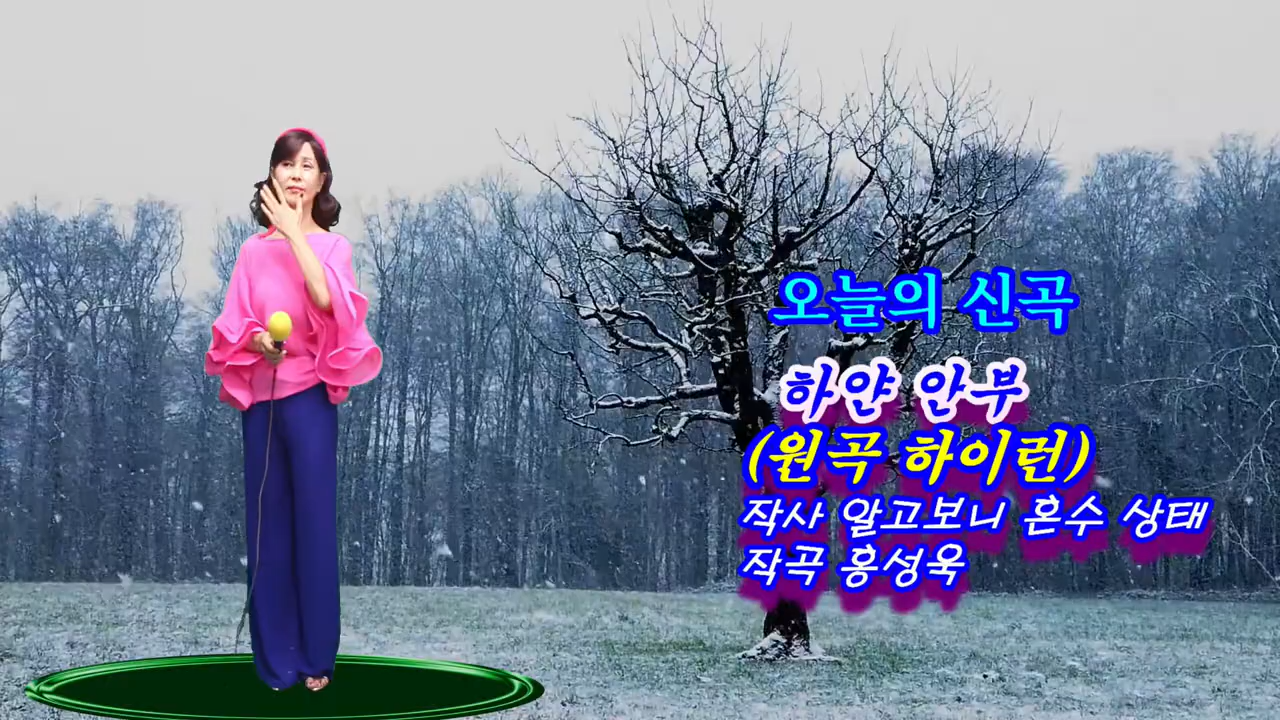 오늘의 신곡
하얀 안부
(원곡 하이런)
작사 알고보니 혼수 상태
작곡 홍성욱